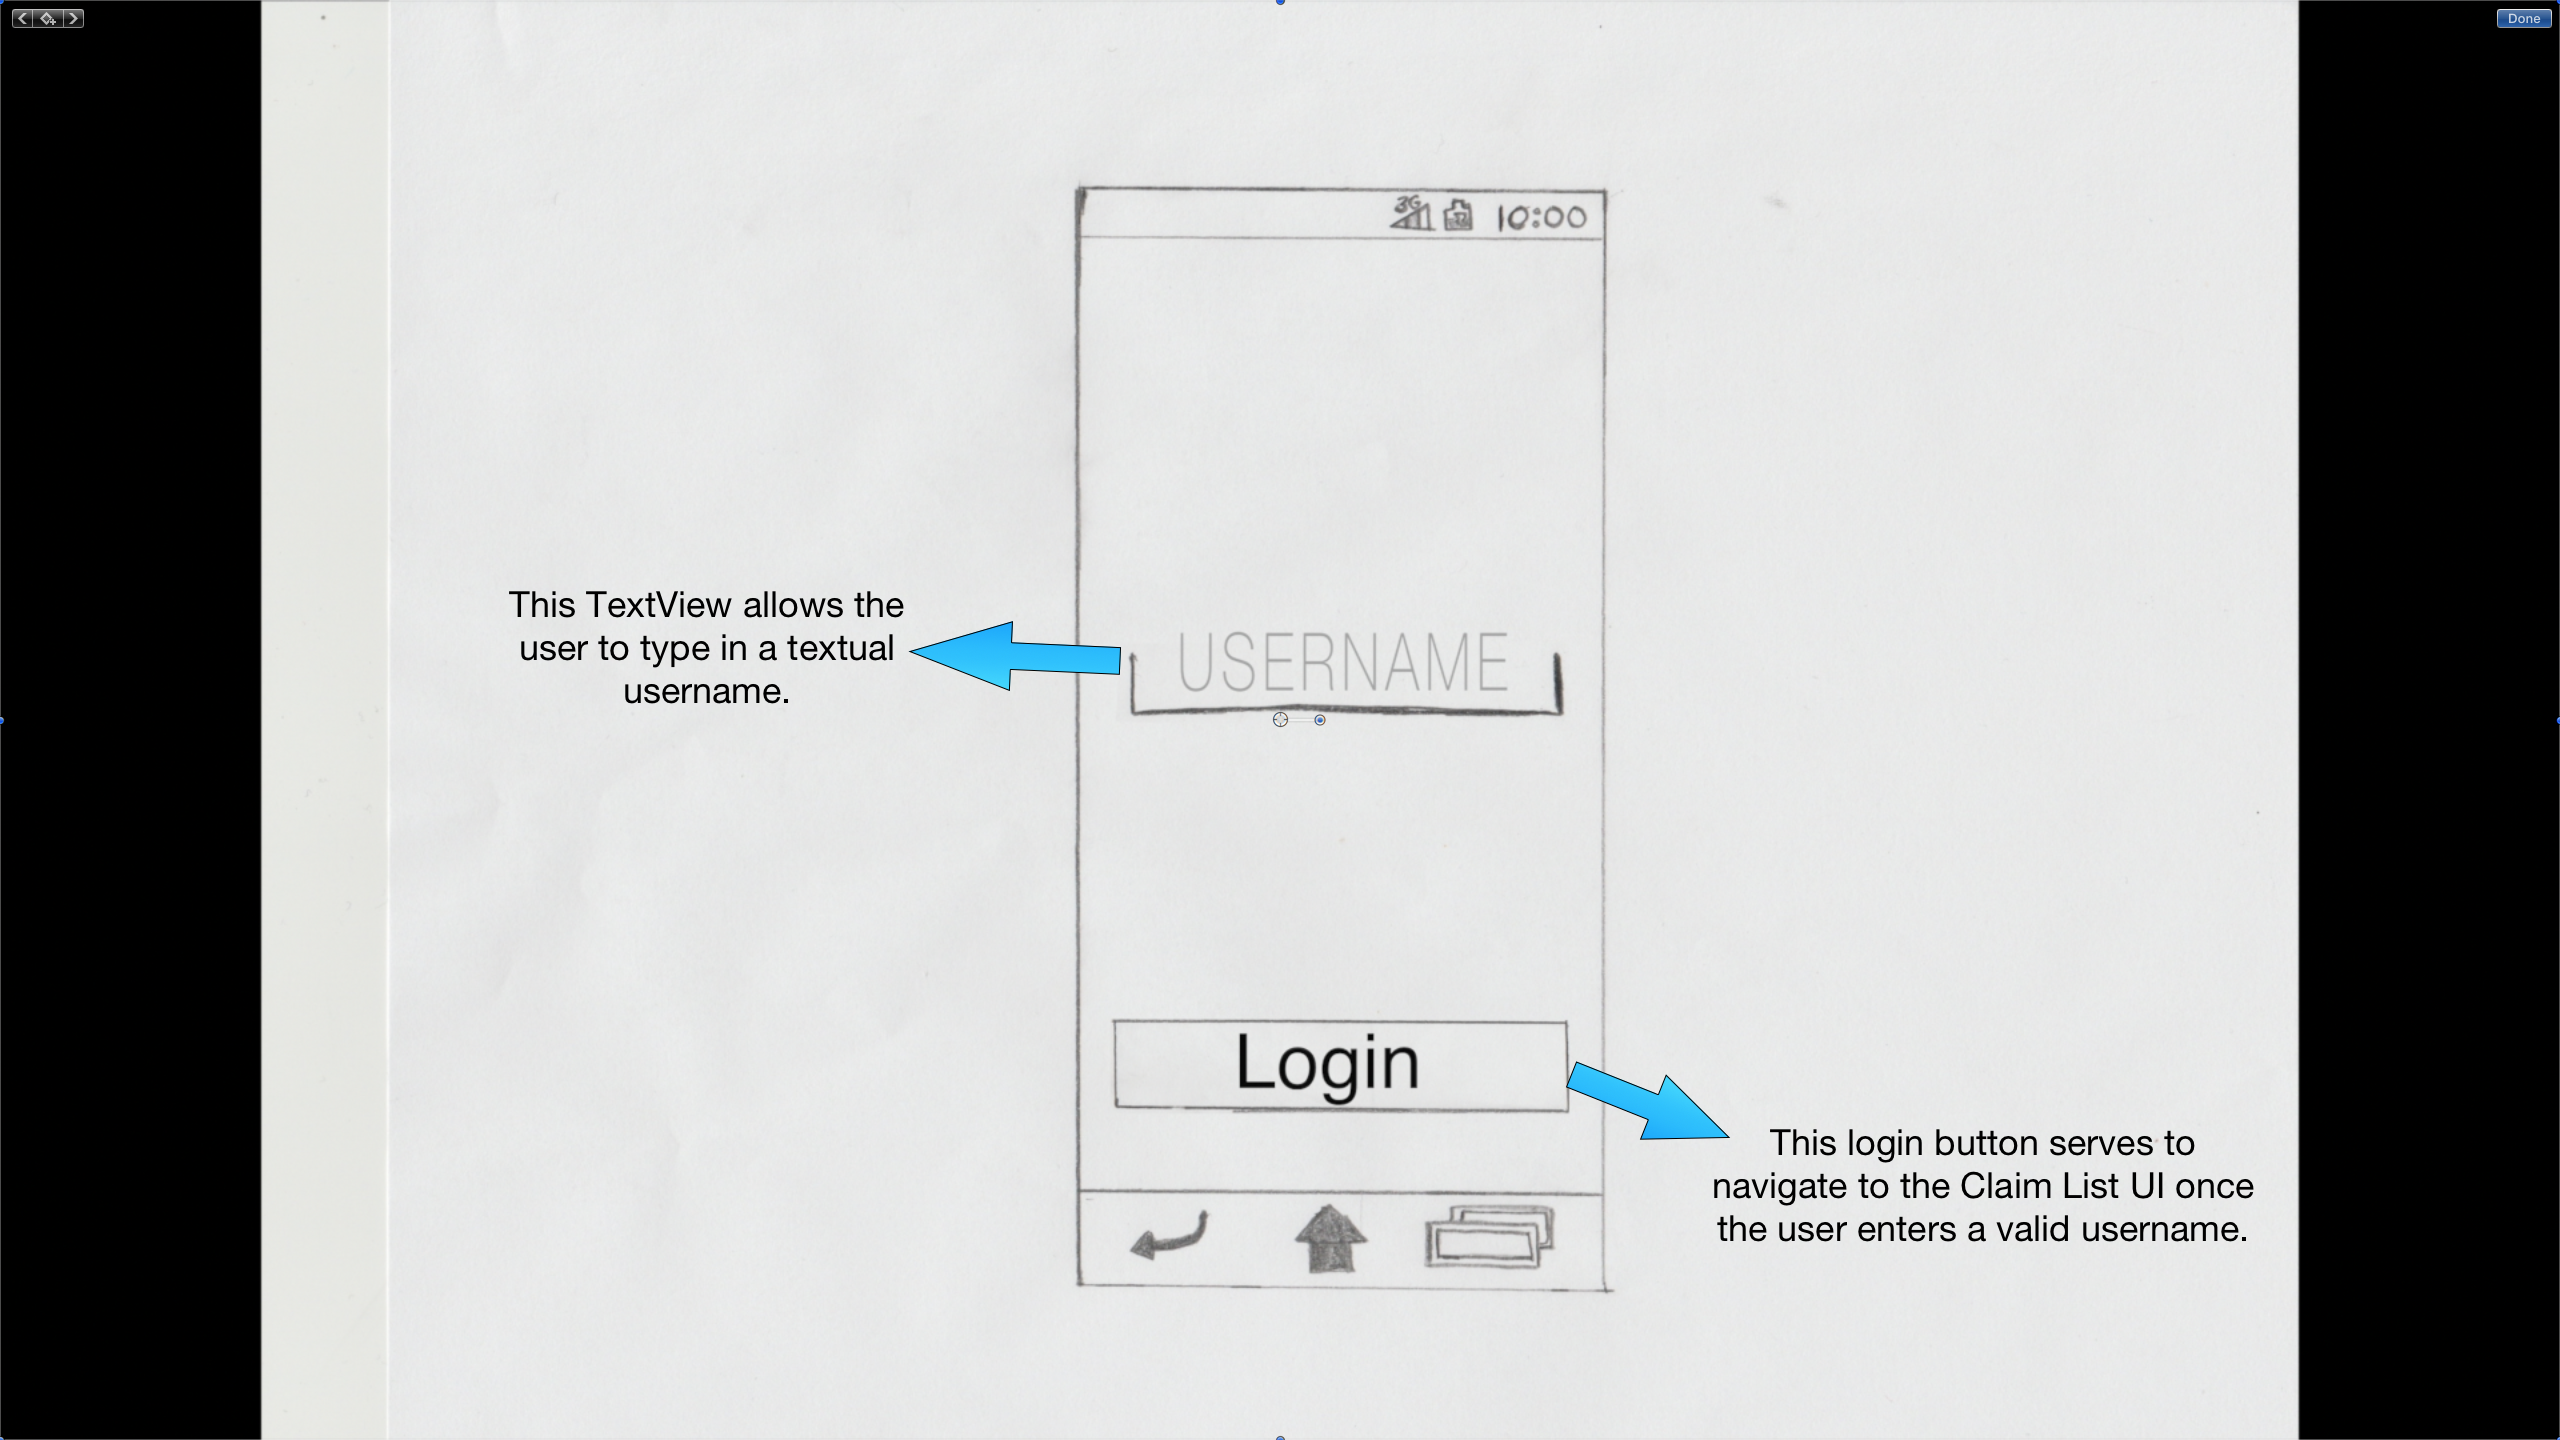 Done
3G 10:00
This TextView allows the
user to type in a textual
username.
USERNAME
Login
This login button serves to
navigate to the Claim List UI once
the user enters a valid username.